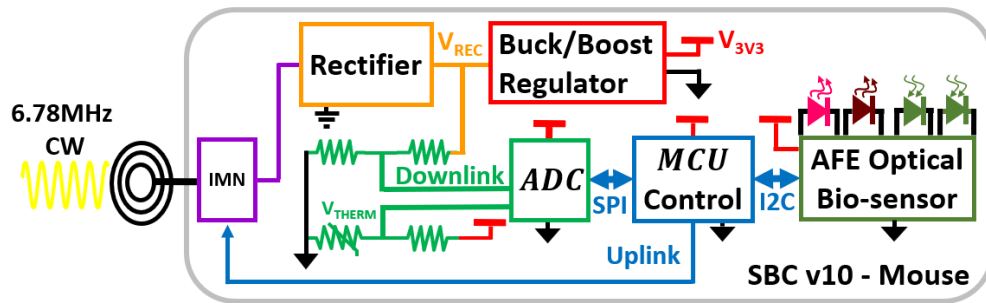 6.78MHz
CW
IMN
Rectifier
V_REC
Buck/Boost
Regulator
V_3V3
Downlink
V_THERM
ADC
SPI
MCU
Control
I2C
AFE Optical
Bio-sensor
Uplink
SBC v10 - Mouse